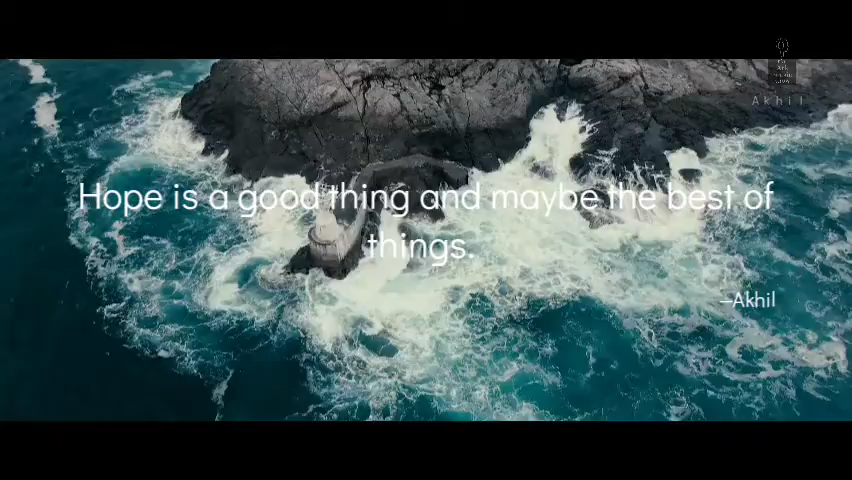 Akhil
Hope is a good thing and maybe the best of
things.
—Akhil